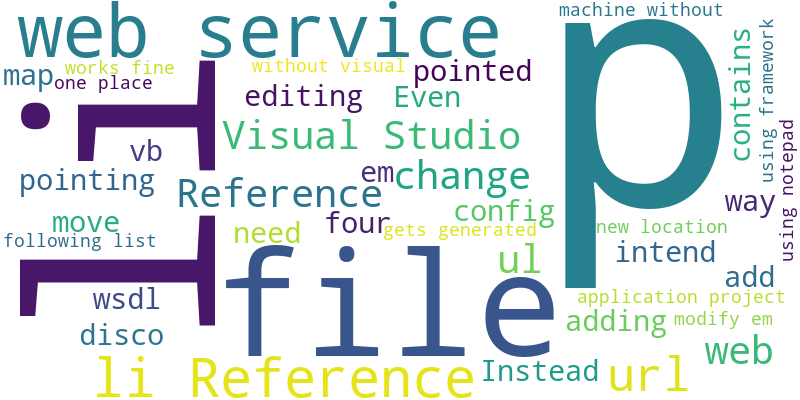 machine without
web service
p
works fine
without visual
pointed
map
one place
editing
Even
contains
using framework
li
vb
Visual Studio
using notepad
pointing
Reference
em
change
way
move
four
config
need
gets generated
new location
following list
file
ul
intend
add
wsdl
application project
disco
adding
modify em
web
li Reference
Instead
url